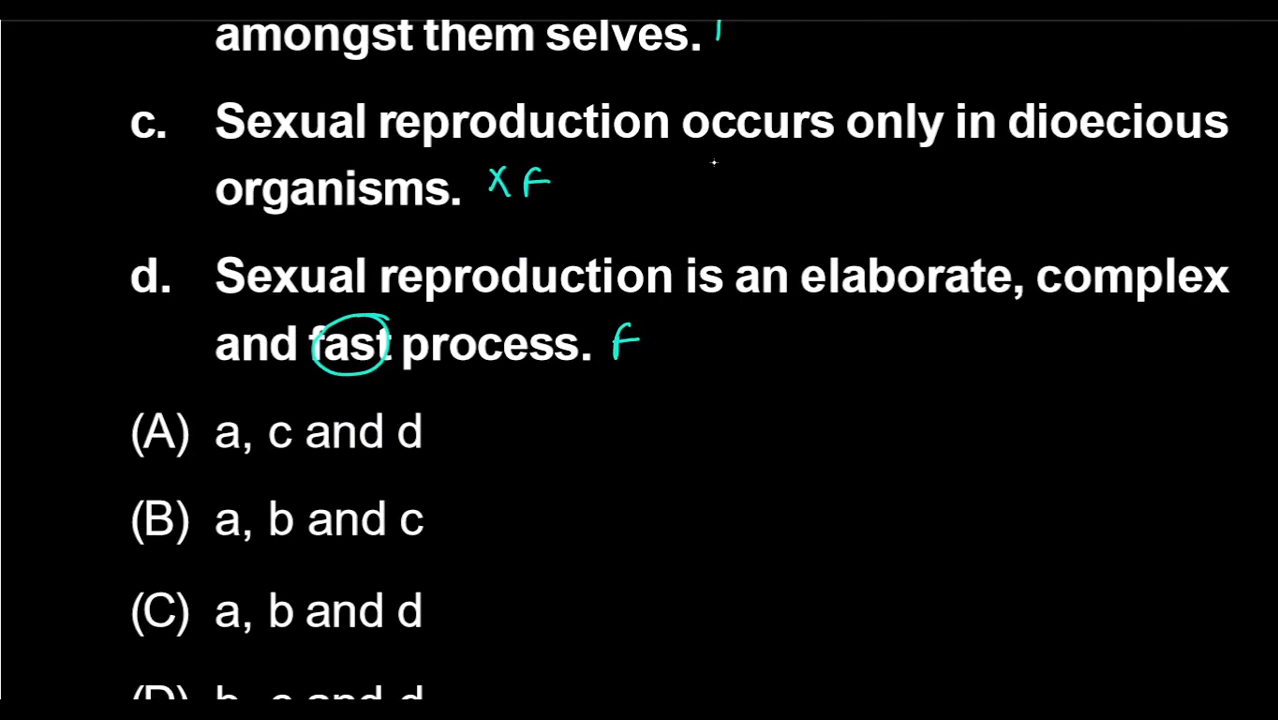 amongst them selves.
c. Sexual reproduction occurs only in dioecious
organisms. X F
d. Sexual reproduction is an elaborate, complex
and fast process. F
(A) a, c and d
(B) a, b and c
(C) a, b and d
(D) b, c and d